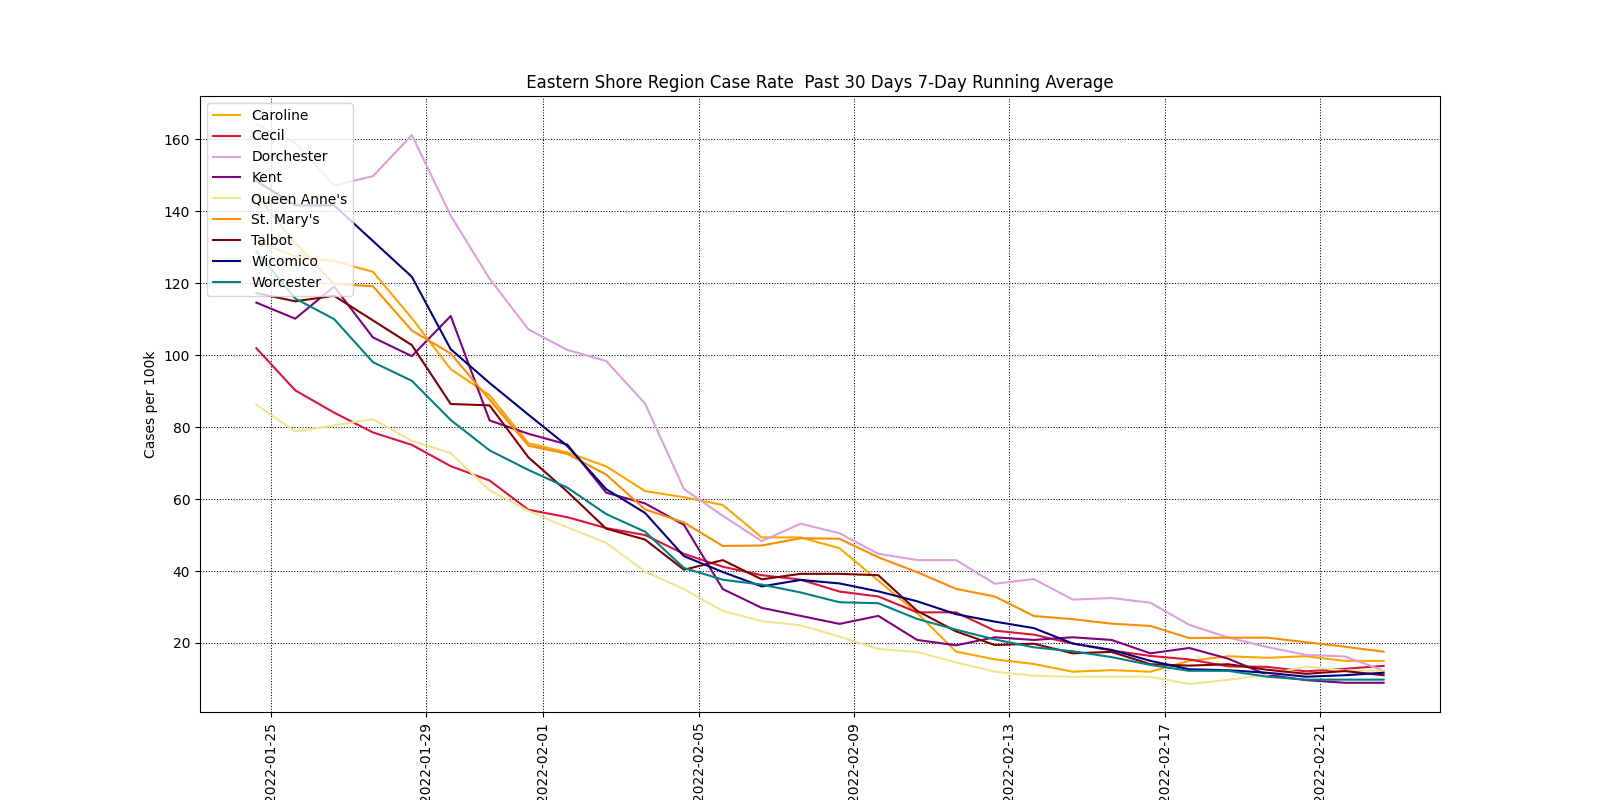 Eastern Shore Region Case Rate  Past 30 Days 7-Day Running Average
Caroline
Cecil
Dorchester
Kent
Queen Anne's
St. Mary's
Talbot
Wicomico
Worcester
160
140
120
100
80
60
40
20
Cases per 100k
2022-01-25
2022-01-29
2022-02-01
2022-02-05
2022-02-09
2022-02-13
2022-02-17
2022-02-21